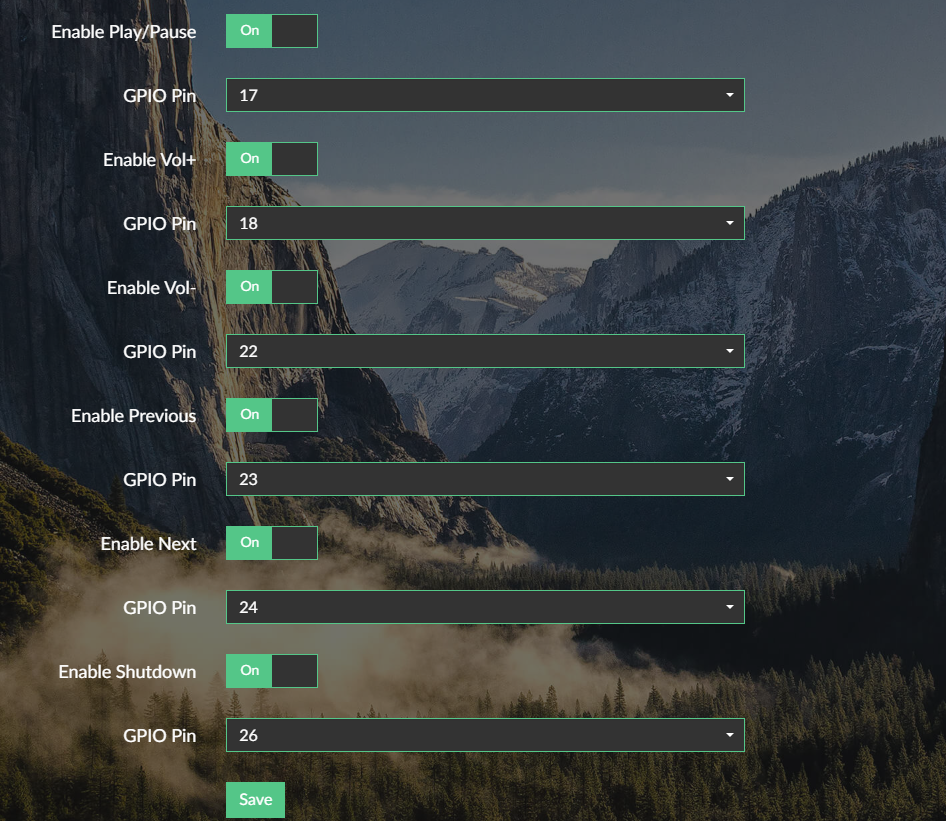 Enable Play/Pause On
GPIO Pin 17
Enable Vol+ On
GPIO Pin 18
Enable Vol- On
GPIO Pin 22
Enable Previous On
GPIO Pin 23
Enable Next On
GPIO Pin 24
Enable Shutdown On
GPIO Pin 26
Save